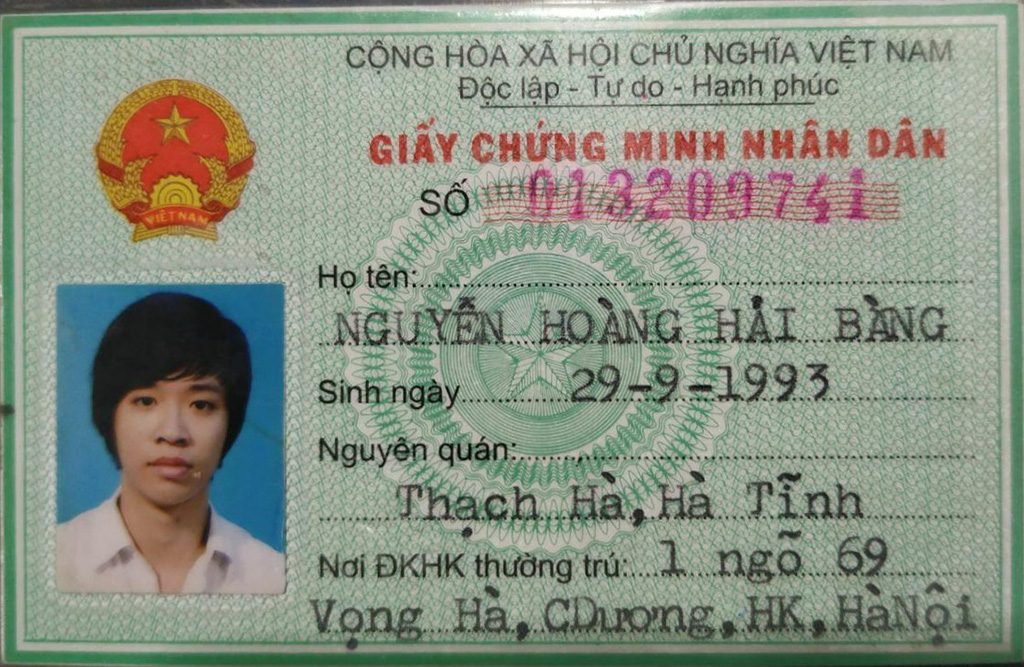 CỘNG HÒA XÃ HỘI CHỦ NGHĨA VIỆT NAM
Độc lập - Tự do - Hạnh phúc
GIẤY CHỨNG MINH NHÂN DÂN
SỐ 013209741
VIỆT NAM
Họ tên:
NGUYỄN HOÀNG HẢI BẰNG
Sinh ngày 29-9-1993
Nguyên quán:
Thạch Hà, Hà Tĩnh
Nơi ĐKHK thường trú: 1 ngõ 69
Vọng Hà, CDương, HK, HàNội